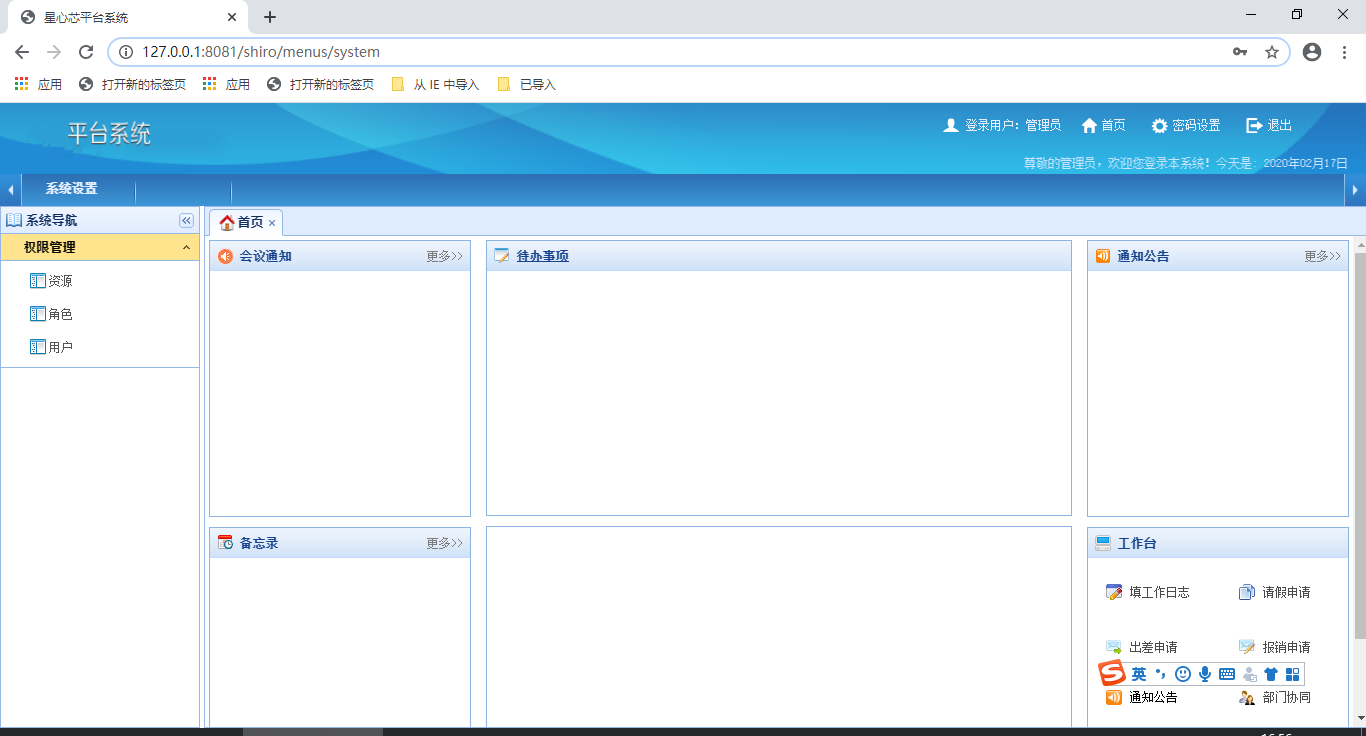 星心芯平台系统
127.0.0.1:8081/shiro/menus/system
应用 打开新的标签页 应用 打开新的标签页 从 IE 中导入 已导入
平台系统
登录用户：管理员 首页 密码设置 退出
尊敬的管理员，欢迎您登录本系统！今天是：2020年02月17日
系统设置
系统导航
首页
权限管理
资源
角色
用户
会议通知 更多>>
待办事项
通知公告 更多>>
备忘录 更多>>
工作台
填工作日志 请假申请
出差申请 报销申请
英
通知公告 部门协同